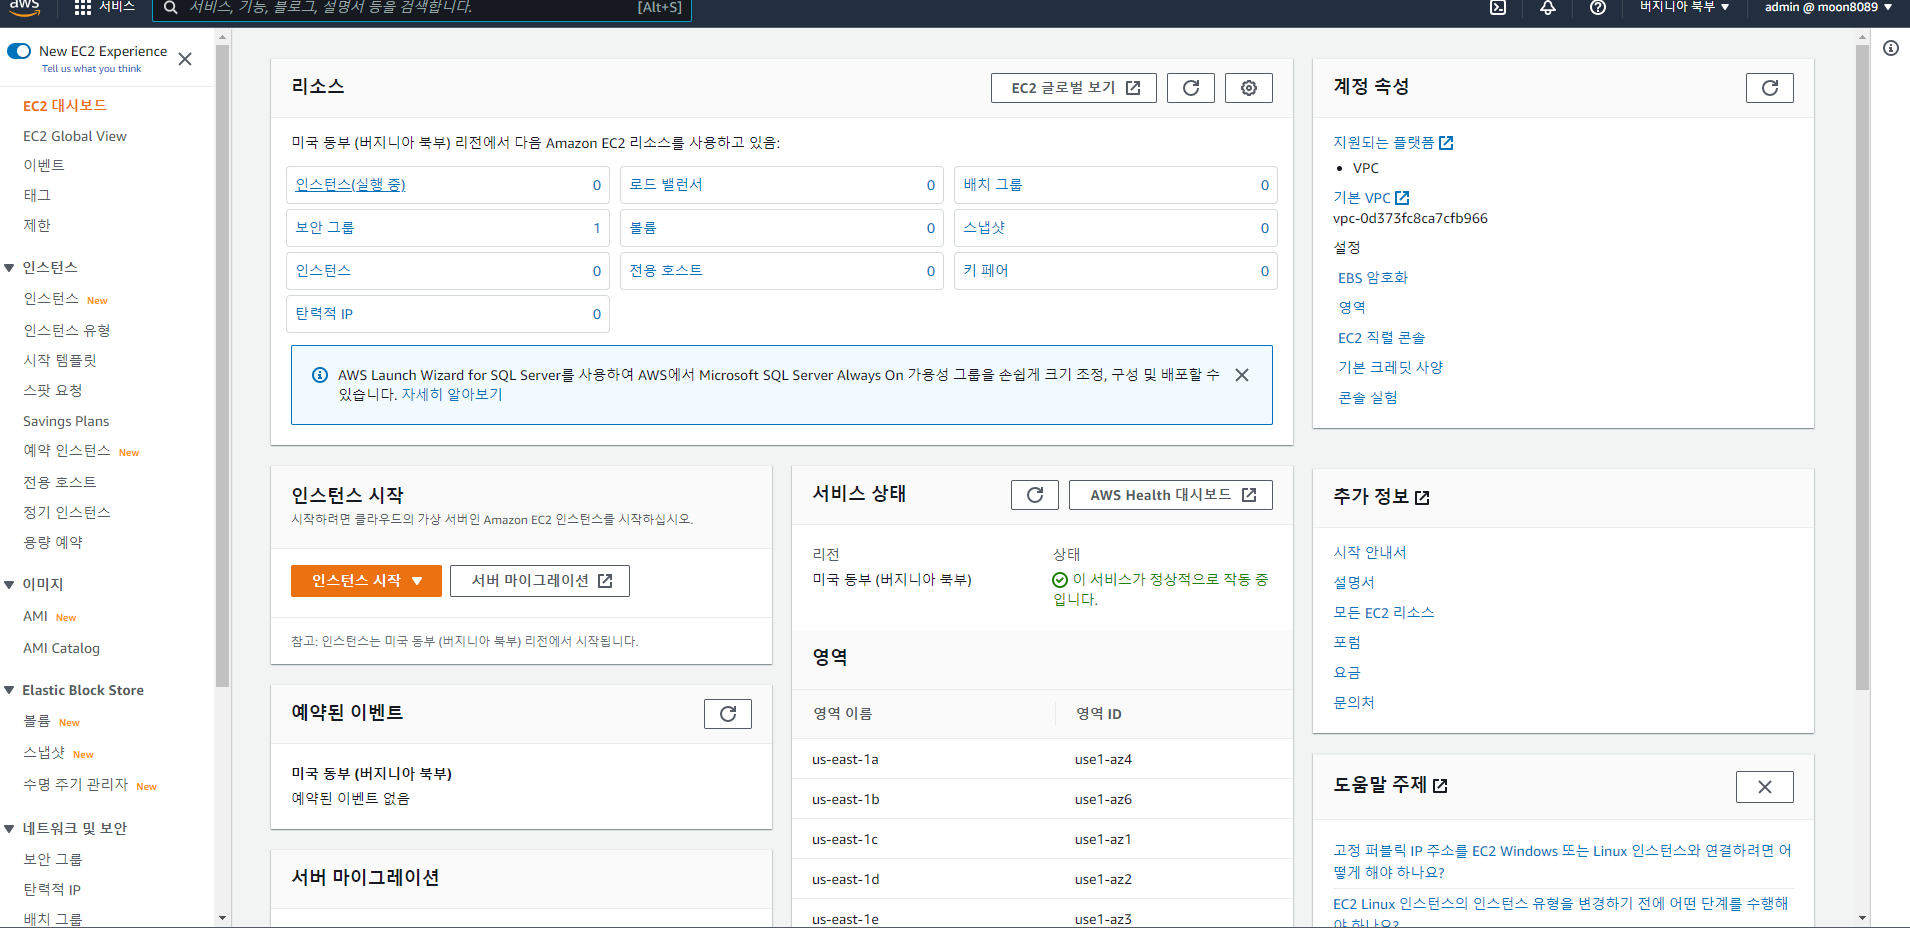 aws
서비스
서비스, 기능, 블로그, 설명서 등을 검색합니다.
[Alt+S]
버지니아 북부
admin @ moon8089
New EC2 Experience
Tell us what you think
EC2 대시보드
EC2 Global View
이벤트
태그
제한
인스턴스
인스턴스 New
인스턴스 유형
시작 템플릿
스팟 요청
Savings Plans
예약 인스턴스 New
전용 호스트
정기 인스턴스
용량 예약
이미지
AMI New
AMI Catalog
Elastic Block Store
볼륨 New
스냅샷 New
수명 주기 관리자 New
네트워크 및 보안
보안 그룹
탄력적 IP
배치 그룹
리소스
EC2 글로벌 보기
미국 동부 (버지니아 북부) 리전에서 다음 Amazon EC2 리소스를 사용하고 있음:
인스턴스(실행 중) 0
로드 밸런서 0
배치 그룹 0
보안 그룹 1
볼륨 0
스냅샷 0
인스턴스 0
전용 호스트 0
키 페어 0
탄력적 IP 0
AWS Launch Wizard for SQL Server를 사용하여 AWS에서 Microsoft SQL Server Always On 가용성 그룹을 손쉽게 크기 조정, 구성 및 배포할 수
있습니다. 자세히 알아보기
인스턴스 시작
시작하려면 클라우드의 가상 서버인 Amazon EC2 인스턴스를 시작하십시오.
인스턴스 시작
서버 마이그레이션
참고: 인스턴스는 미국 동부 (버지니아 북부) 리전에서 시작됩니다.
예약된 이벤트
미국 동부 (버지니아 북부)
예약된 이벤트 없음
서버 마이그레이션
서비스 상태
AWS Health 대시보드
리전
상태
미국 동부 (버지니아 북부)
이 서비스가 정상적으로 작동 중
입니다.
영역
영역 이름
영역 ID
us-east-1a
use1-az4
us-east-1b
use1-az6
us-east-1c
use1-az1
us-east-1d
use1-az2
us-east-1e
use1-az3
계정 속성
지원되는 플랫폼
• VPC
기본 VPC
vpc-0d373fc8ca7cfb966
설정
EBS 암호화
영역
EC2 직렬 콘솔
기본 크레딧 사양
콘솔 실험
추가 정보
시작 안내서
설명서
모든 EC2 리소스
포럼
요금
문의처
도움말 주제
고정 퍼블릭 IP 주소를 EC2 Windows 또는 Linux 인스턴스와 연결하려면 어
떻게 해야 하나요?
EC2 Linux 인스턴스의 인스턴스 유형을 변경하기 전에 어떤 단계를 수행해
야 하나요?